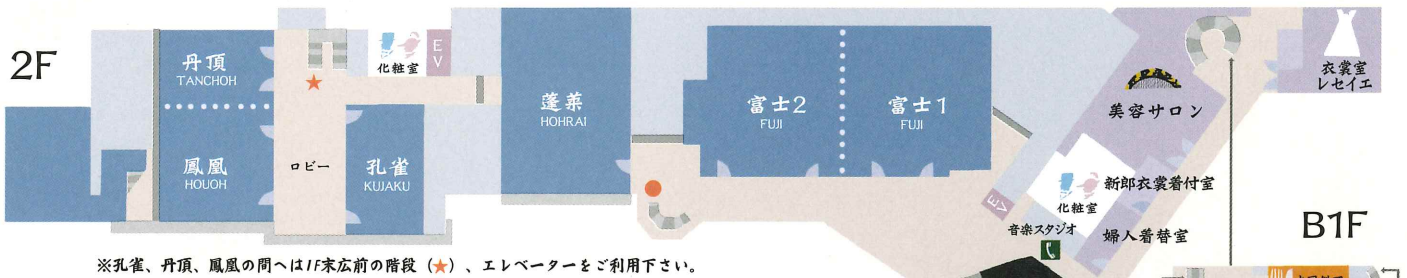 2F
丹頂
TANCHOH
化粧室
EV
鳳凰
HOUOH
ロビー
孔雀
KUJAKU
蓬莱
HOHRAI
富士2
FUJI
富士1
FUJI
美容サロン
衣裳室
レセイエ
EV
化粧室
新郎衣裳着付室
音楽スタジオ
婦人着替室
B1F
※孔雀、丹頂、鳳凰の間へは1F末広前の階段(★)、エレベーターをご利用下さい。